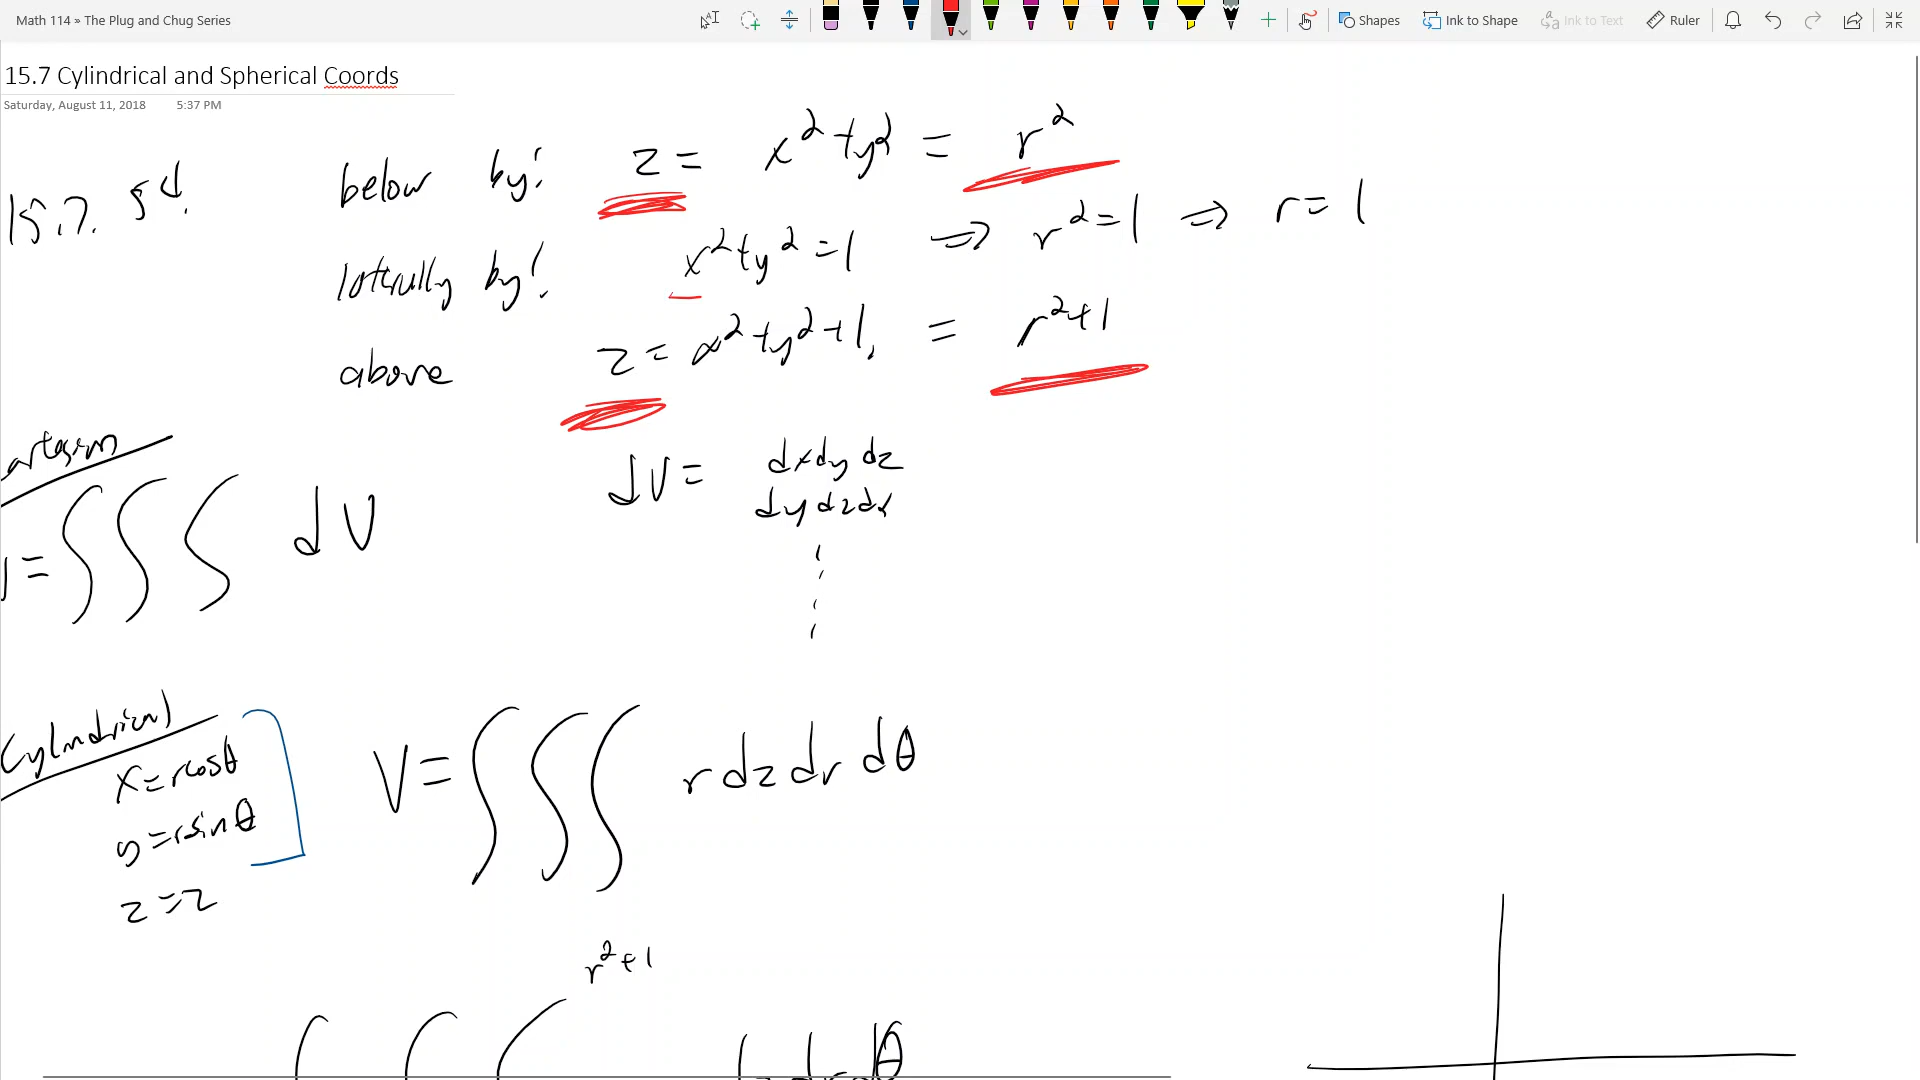 Math 114 » The Plug and Chug Series
Shapes
Ink to Shape
Ink to Text
Ruler
15.7 Cylindrical and Spherical Coords
Saturday, August 11, 2018 5:37 PM
below by: z = x²+y² = r²
15.7.
by: x²+y²=1 ⇒ r²=1 ⇒ r=1
above z = x²+y²+1, = r²+1
artesian
dV = dxdydz
dydzdx
= ∫∫∫ dV
Cylindrical
x=rcosθ
V=∫∫∫ r dz dr dθ
y=rsinθ
z=z
r²+1
∫ ∫ ∫